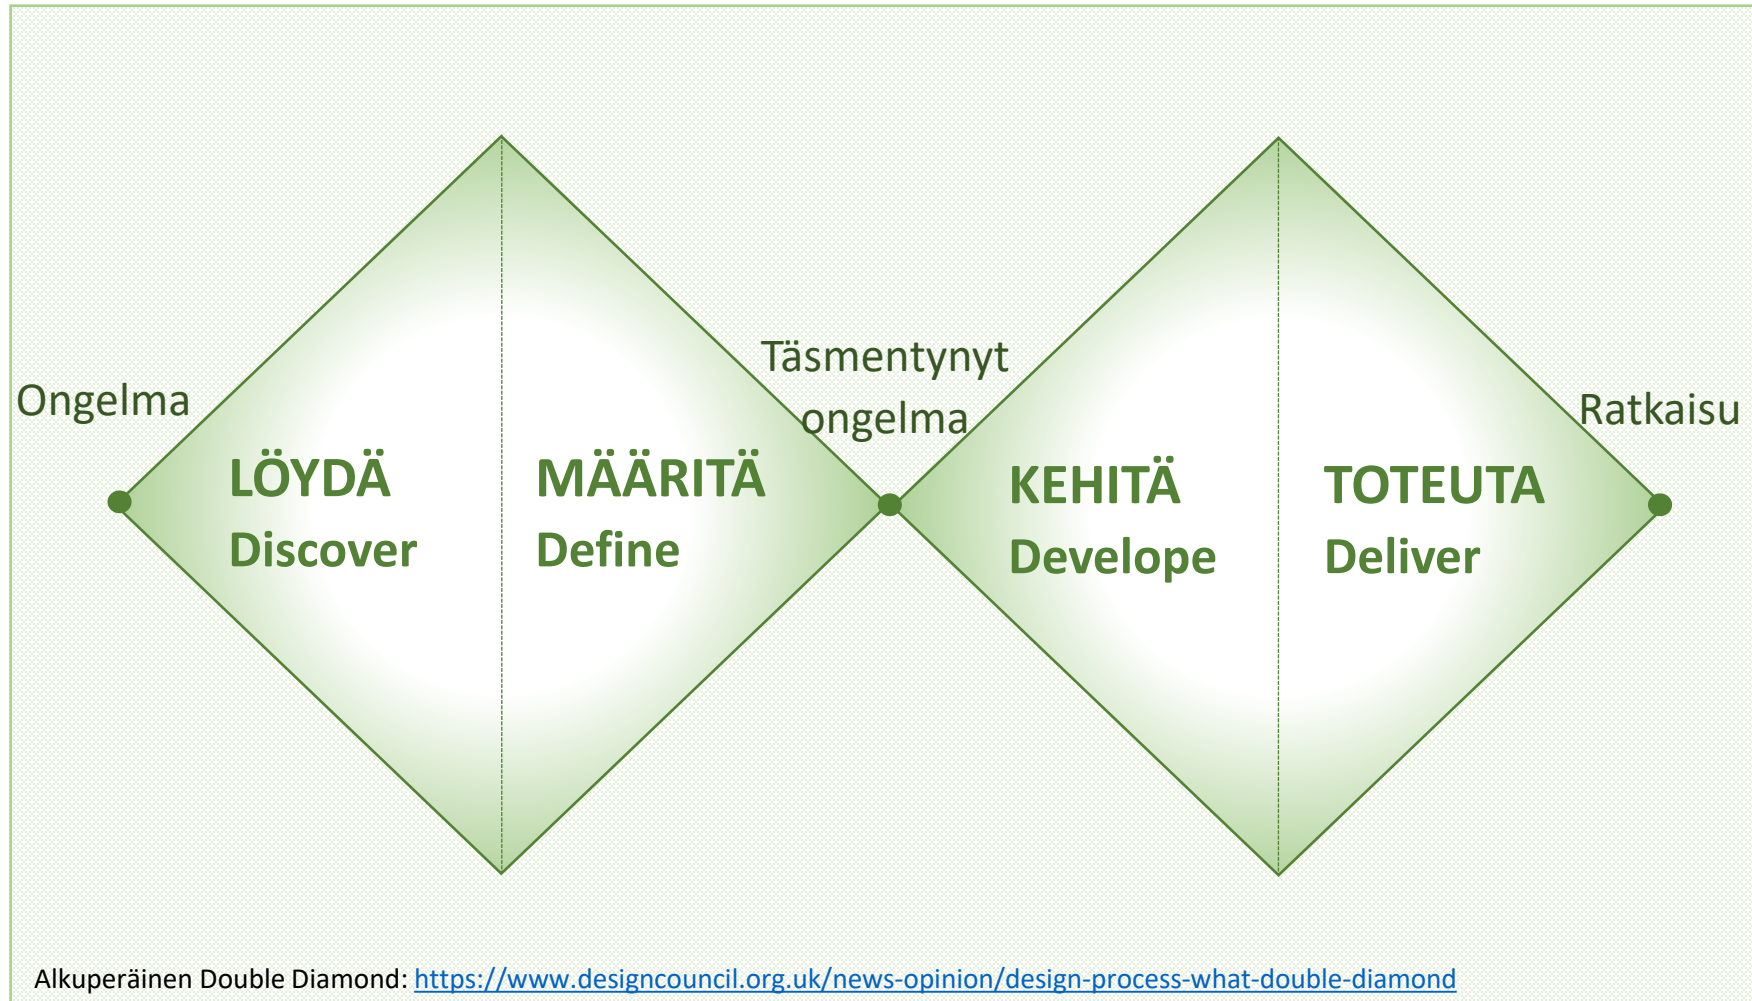 Ongelma
LÖYDÄ
Discover
MÄÄRITÄ
Define
Täsmentynyt
ongelma
KEHITÄ
Develope
TOTEUTA
Deliver
Ratkaisu
Alkuperäinen Double Diamond: https://www.designcouncil.org.uk/news-opinion/design-process-what-double-diamond